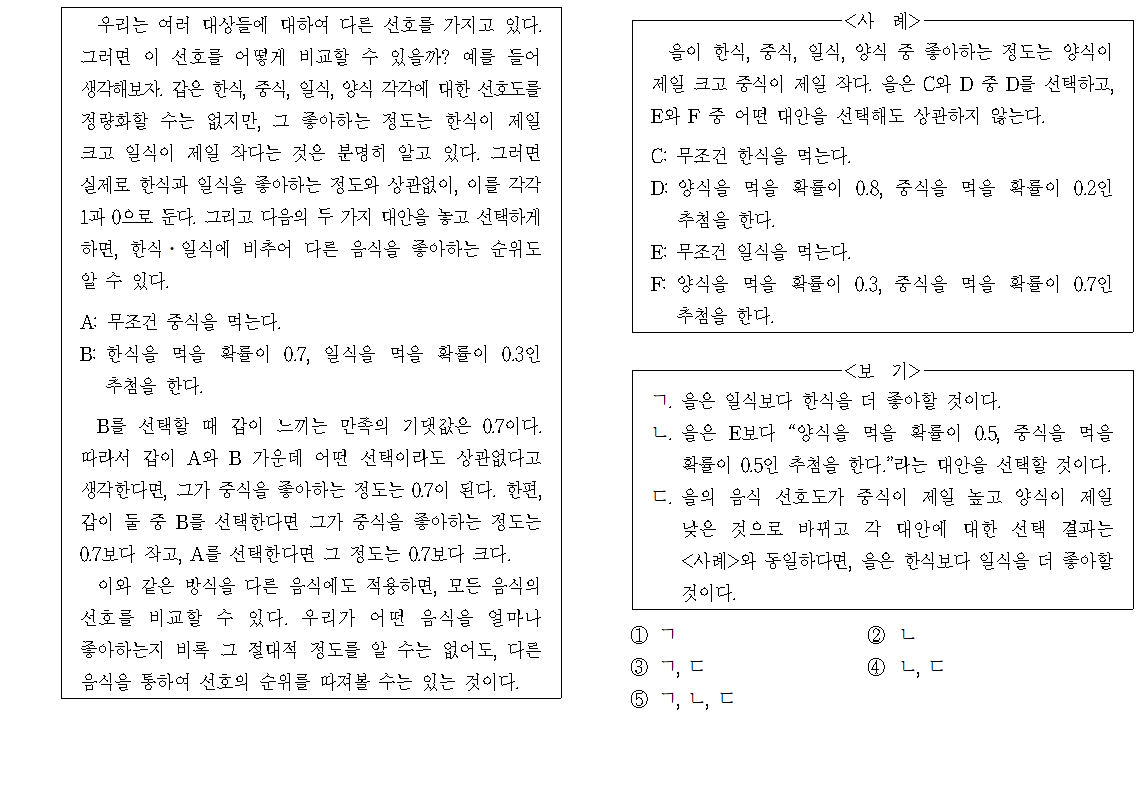 우리는 여러 대상들에 대하여 다른 선호를 가지고 있다.
그러면 이 선호를 어떻게 비교할 수 있을까? 예를 들어
생각해보자. 갑은 한식, 중식, 일식, 양식 각각에 대한 선호도를
정량화할 수는 없지만, 그 좋아하는 정도는 한식이 제일
크고 일식이 제일 작다는 것은 분명히 알고 있다. 그러면
실제로 한식과 일식을 좋아하는 정도와 상관없이, 이를 각각
1과 0으로 둔다. 그리고 다음의 두 가지 대안을 놓고 선택하게
하면, 한식·일식에 비추어 다른 음식을 좋아하는 순위도
알 수 있다.
A: 무조건 중식을 먹는다.
B: 한식을 먹을 확률이 0.7, 일식을 먹을 확률이 0.3인
추첨을 한다.
B를 선택할 때 갑이 느끼는 만족의 기댓값은 0.7이다.
따라서 갑이 A와 B 가운데 어떤 선택이라도 상관없다고
생각한다면, 그가 중식을 좋아하는 정도는 0.7이 된다. 한편,
갑이 둘 중 B를 선택한다면 그가 중식을 좋아하는 정도는
0.7보다 작고, A를 선택한다면 그 정도는 0.7보다 크다.
이와 같은 방식을 다른 음식에도 적용하면, 모든 음식의
선호를 비교할 수 있다. 우리가 어떤 음식을 얼마나
좋아하는지 비록 그 절대적 정도를 알 수는 없어도, 다른
음식을 통하여 선호의 순위를 따져볼 수는 있는 것이다.
<사 례>
을이 한식, 중식, 일식, 양식 중 좋아하는 정도는 양식이
제일 크고 중식이 제일 작다. 을은 C와 D 중 D를 선택하고,
E와 F 중 어떤 대안을 선택해도 상관하지 않는다.
C: 무조건 한식을 먹는다.
D: 양식을 먹을 확률이 0.8, 중식을 먹을 확률이 0.2인
추첨을 한다.
E: 무조건 일식을 먹는다.
F: 양식을 먹을 확률이 0.3, 중식을 먹을 확률이 0.7인
추첨을 한다.
<보 기>
ㄱ. 을은 일식보다 한식을 더 좋아할 것이다.
ㄴ. 을은 E보다 “양식을 먹을 확률이 0.5, 중식을 먹을
확률이 0.5인 추첨을 한다.”라는 대안을 선택할 것이다.
ㄷ. 을의 음식 선호도가 중식이 제일 높고 양식이 제일
낮은 것으로 바뀌고 각 대안에 대한 선택 결과는
<사례>와 동일하다면, 을은 한식보다 일식을 더 좋아할
것이다.
① ㄱ ② ㄴ
③ ㄱ, ㄷ ④ ㄴ, ㄷ
⑤ ㄱ, ㄴ, ㄷ